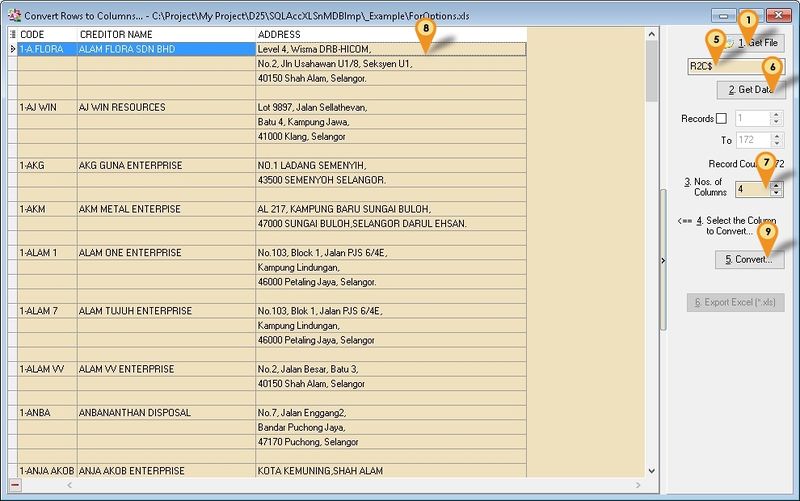 Convert Rows to Columns... - C:\Project\My Project\D25\SQLAccXLSnMDBImp\_Example\ForOptions.xls
CODE CREDITOR NAME ADDRESS
1-A.FLORA ALAM FLORA SDN BHD Level 4, Wisma DRB-HICOM,
No.2, Jln Usahawan U1/8, Seksyen U1,
40150 Shah Alam, Selangor.
1-AJ WIN AJ WIN RESOURCES Lot 9897, Jalan Sellathevan,
Batu 4, Kampung Jawa,
41000 Klang, Selangor
1-AKG AKG GUNA ENTERPRISE NO.1 LADANG SEMENYIH,
43500 SEMENYOH SELANGOR.
1-AKM AKM METAL ENTERPISE AL 217, KAMPUNG BARU SUNGAI BULOH,
47000 SUNGAI BULOH,SELANGOR DARUL EHSAN.
1-ALAM 1 ALAM ONE ENTERPRISE No.103, Block 1, Jalan PJS 6/4E,
Kampung Lindungan,
46000 Petaling Jaya, Selangor.
1-ALAM 7 ALAM TUJUH ENTERPRISE No.103, Blok 1, Jalan PJS 6/4E,
Kampung Lindungan,
46000 Petaling Jaya, Selangor
1-ALAM VV ALAM VV ENTERPRISE No.2, Jalan Besar, Batu 3,
40150 Shah Alam, Selangor
1-ANBA ANBANANTHAN DISPOSAL No.7, Jalan Enggang2,
Bandar Puchong Jaya,
47170 Puchong, Selangor
1-ANJA AKOB ANJA AKOB ENTERPRISE KOTA KEMUNING,SHAH ALAM
8
1
1. Get File
5
R2C$
6
2. Get Data
Records 1
To 172
Record Cou 72
7
3. Nos. of
Columns 4
<== 4. Select the Column
to Convert...
9
5. Convert...
6. Export Excel (*.xls)